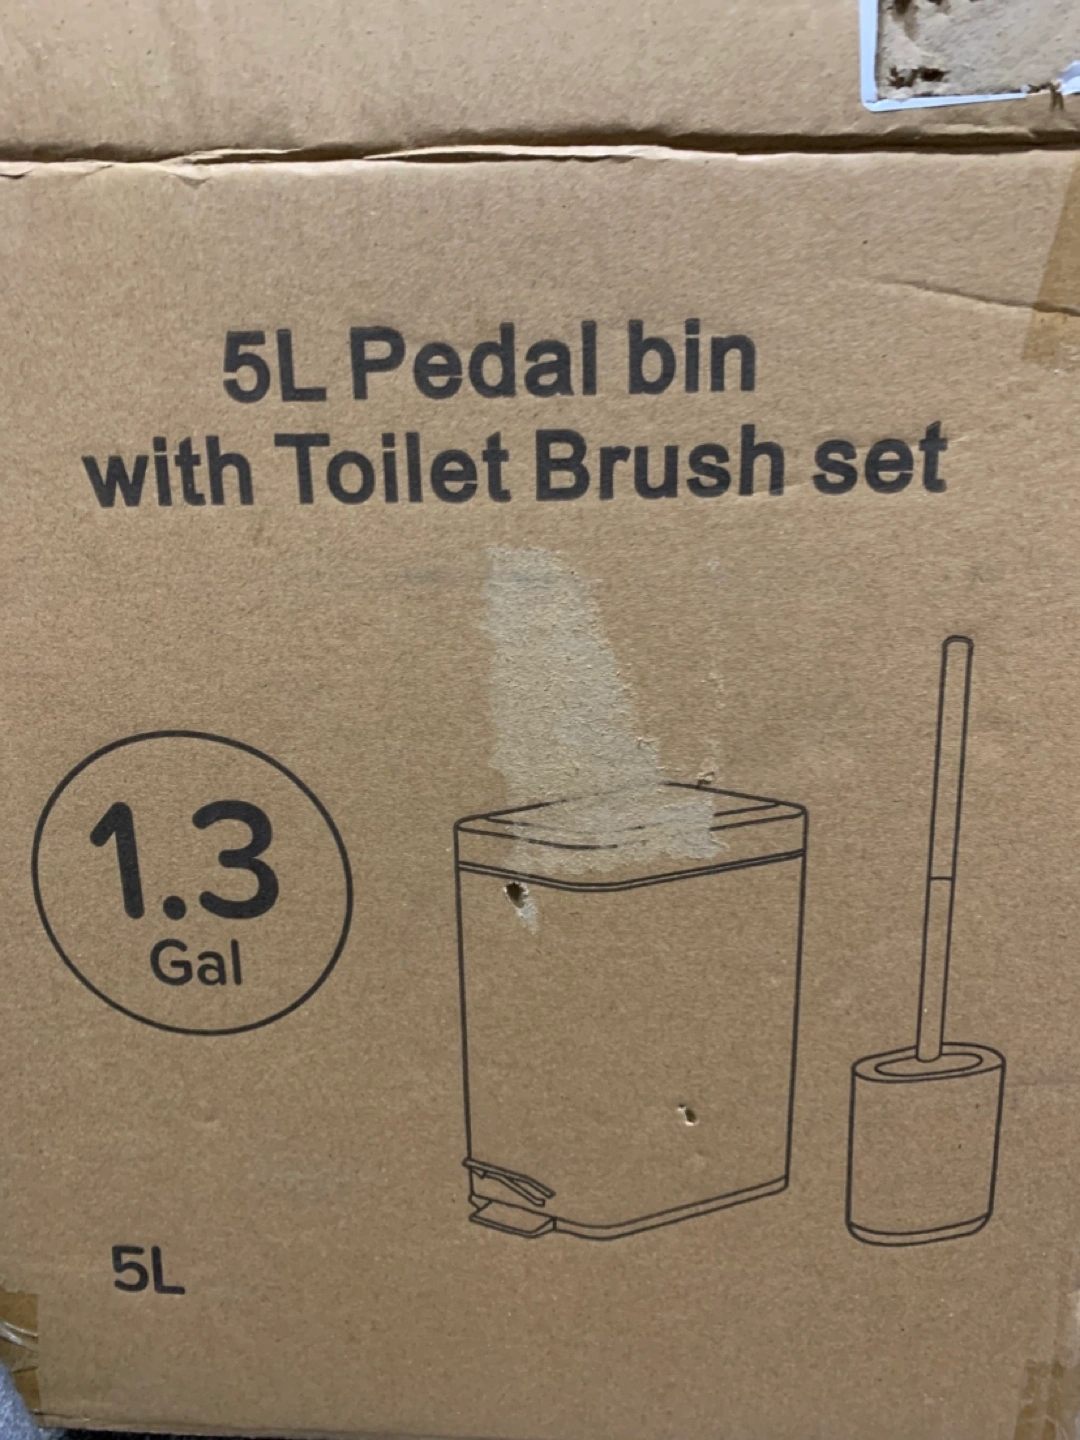 5L Pedal bin
with Toilet Brush set
1.3
Gal
5L